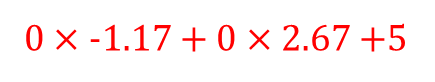 0 × -1.17 + 0 × 2.67 +5